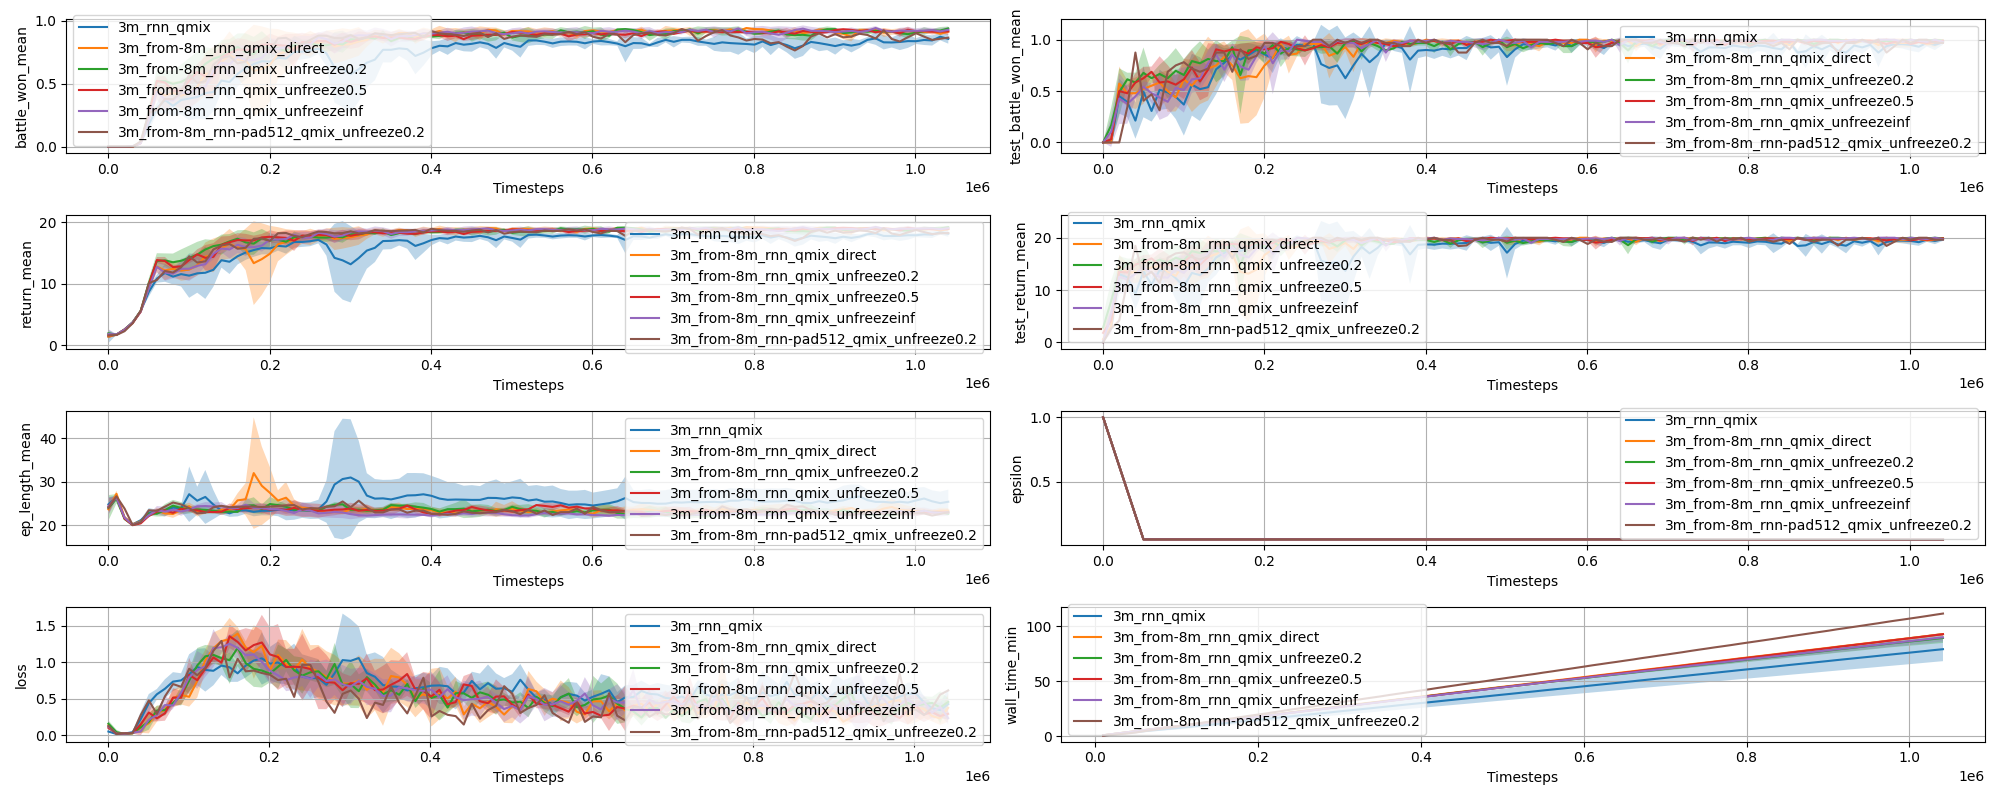 battle_won_mean
1.0
0.5
0.0
3m_rnn_qmix
3m_from-8m_rnn_qmix_direct
3m_from-8m_rnn_qmix_unfreeze0.2
3m_from-8m_rnn_qmix_unfreeze0.5
3m_from-8m_rnn_qmix_unfreezeinf
3m_from-8m_rnn-pad512_qmix_unfreeze0.2
0.0 0.2 0.4 0.6 0.8 1.0
Timesteps
1e6
test_battle_won_mean
1.0
0.5
0.0
3m_rnn_qmix
3m_from-8m_rnn_qmix_direct
3m_from-8m_rnn_qmix_unfreeze0.2
3m_from-8m_rnn_qmix_unfreeze0.5
3m_from-8m_rnn_qmix_unfreezeinf
3m_from-8m_rnn-pad512_qmix_unfreeze0.2
0.0 0.2 0.4 0.6 0.8 1.0
Timesteps
1e6
return_mean
20
10
0
3m_rnn_qmix
3m_from-8m_rnn_qmix_direct
3m_from-8m_rnn_qmix_unfreeze0.2
3m_from-8m_rnn_qmix_unfreeze0.5
3m_from-8m_rnn_qmix_unfreezeinf
3m_from-8m_rnn-pad512_qmix_unfreeze0.2
0.0 0.2 0.4 0.6 0.8 1.0
Timesteps
1e6
test_return_mean
20
10
0
3m_rnn_qmix
3m_from-8m_rnn_qmix_direct
3m_from-8m_rnn_qmix_unfreeze0.2
3m_from-8m_rnn_qmix_unfreeze0.5
3m_from-8m_rnn_qmix_unfreezeinf
3m_from-8m_rnn-pad512_qmix_unfreeze0.2
0.0 0.2 0.4 0.6 0.8 1.0
Timesteps
1e6
ep_length_mean
40
30
20
3m_rnn_qmix
3m_from-8m_rnn_qmix_direct
3m_from-8m_rnn_qmix_unfreeze0.2
3m_from-8m_rnn_qmix_unfreeze0.5
3m_from-8m_rnn_qmix_unfreezeinf
3m_from-8m_rnn-pad512_qmix_unfreeze0.2
0.0 0.2 0.4 0.6 0.8 1.0
Timesteps
1e6
epsilon
1.0
0.5
3m_rnn_qmix
3m_from-8m_rnn_qmix_direct
3m_from-8m_rnn_qmix_unfreeze0.2
3m_from-8m_rnn_qmix_unfreeze0.5
3m_from-8m_rnn_qmix_unfreezeinf
3m_from-8m_rnn-pad512_qmix_unfreeze0.2
0.0 0.2 0.4 0.6 0.8 1.0
Timesteps
1e6
loss
1.5
1.0
0.5
0.0
3m_rnn_qmix
3m_from-8m_rnn_qmix_direct
3m_from-8m_rnn_qmix_unfreeze0.2
3m_from-8m_rnn_qmix_unfreeze0.5
3m_from-8m_rnn_qmix_unfreezeinf
3m_from-8m_rnn-pad512_qmix_unfreeze0.2
0.0 0.2 0.4 0.6 0.8 1.0
Timesteps
1e6
wall_time_min
100
50
0
3m_rnn_qmix
3m_from-8m_rnn_qmix_direct
3m_from-8m_rnn_qmix_unfreeze0.2
3m_from-8m_rnn_qmix_unfreeze0.5
3m_from-8m_rnn_qmix_unfreezeinf
3m_from-8m_rnn-pad512_qmix_unfreeze0.2
0.0 0.2 0.4 0.6 0.8 1.0
Timesteps
1e6